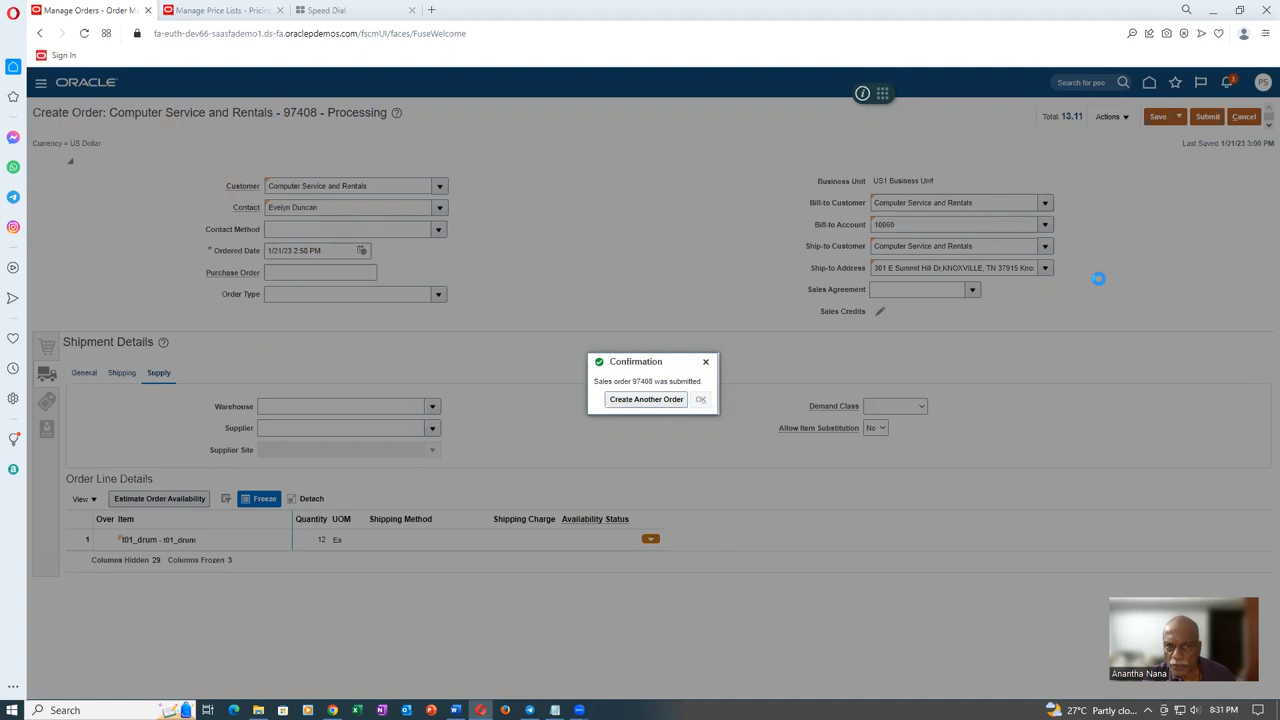 Manage Orders - Order M
Manage Price Lists - Pricin
Speed Dial
fa-euth-dev66-saasfademo1.ds-fa.oraclepdemos.com/fscmUI/faces/FuseWelcome
Sign In
ORACLE
Search for peo
3
PS
Create Order: Computer Service and Rentals - 97408 - Processing
Total: 13.11
Actions
Save
Submit
Cancel
Currency = US Dollar
Last Saved 1/21/23 3:00 PM
Customer Computer Service and Rentals
Business Unit US1 Business Unit
Contact Evelyn Duncan
Bill-to Customer Computer Service and Rentals
Contact Method
Bill-to Account 10060
* Ordered Date 1/21/23 2:58 PM
Ship-to Customer Computer Service and Rentals
Purchase Order
Ship-to Address 301 E Summit Hill Dr,KNOXVILLE, TN 37915 Kno
Order Type
Sales Agreement
Sales Credits
Shipment Details
General Shipping Supply
Confirmation
Sales order 97408 was submitted.
Create Another Order OK
Warehouse
Demand Class
Supplier
Allow Item Substitution No
Supplier Site
Order Line Details
View Estimate Order Availability Freeze Detach
Over Item Quantity UOM Shipping Method Shipping Charge Availability Status
1 t01_drum - t01_drum 12 Ea
Columns Hidden 29 Columns Frozen 3
Anantha Nana
Search
27°C Partly clo...
8:31 PM